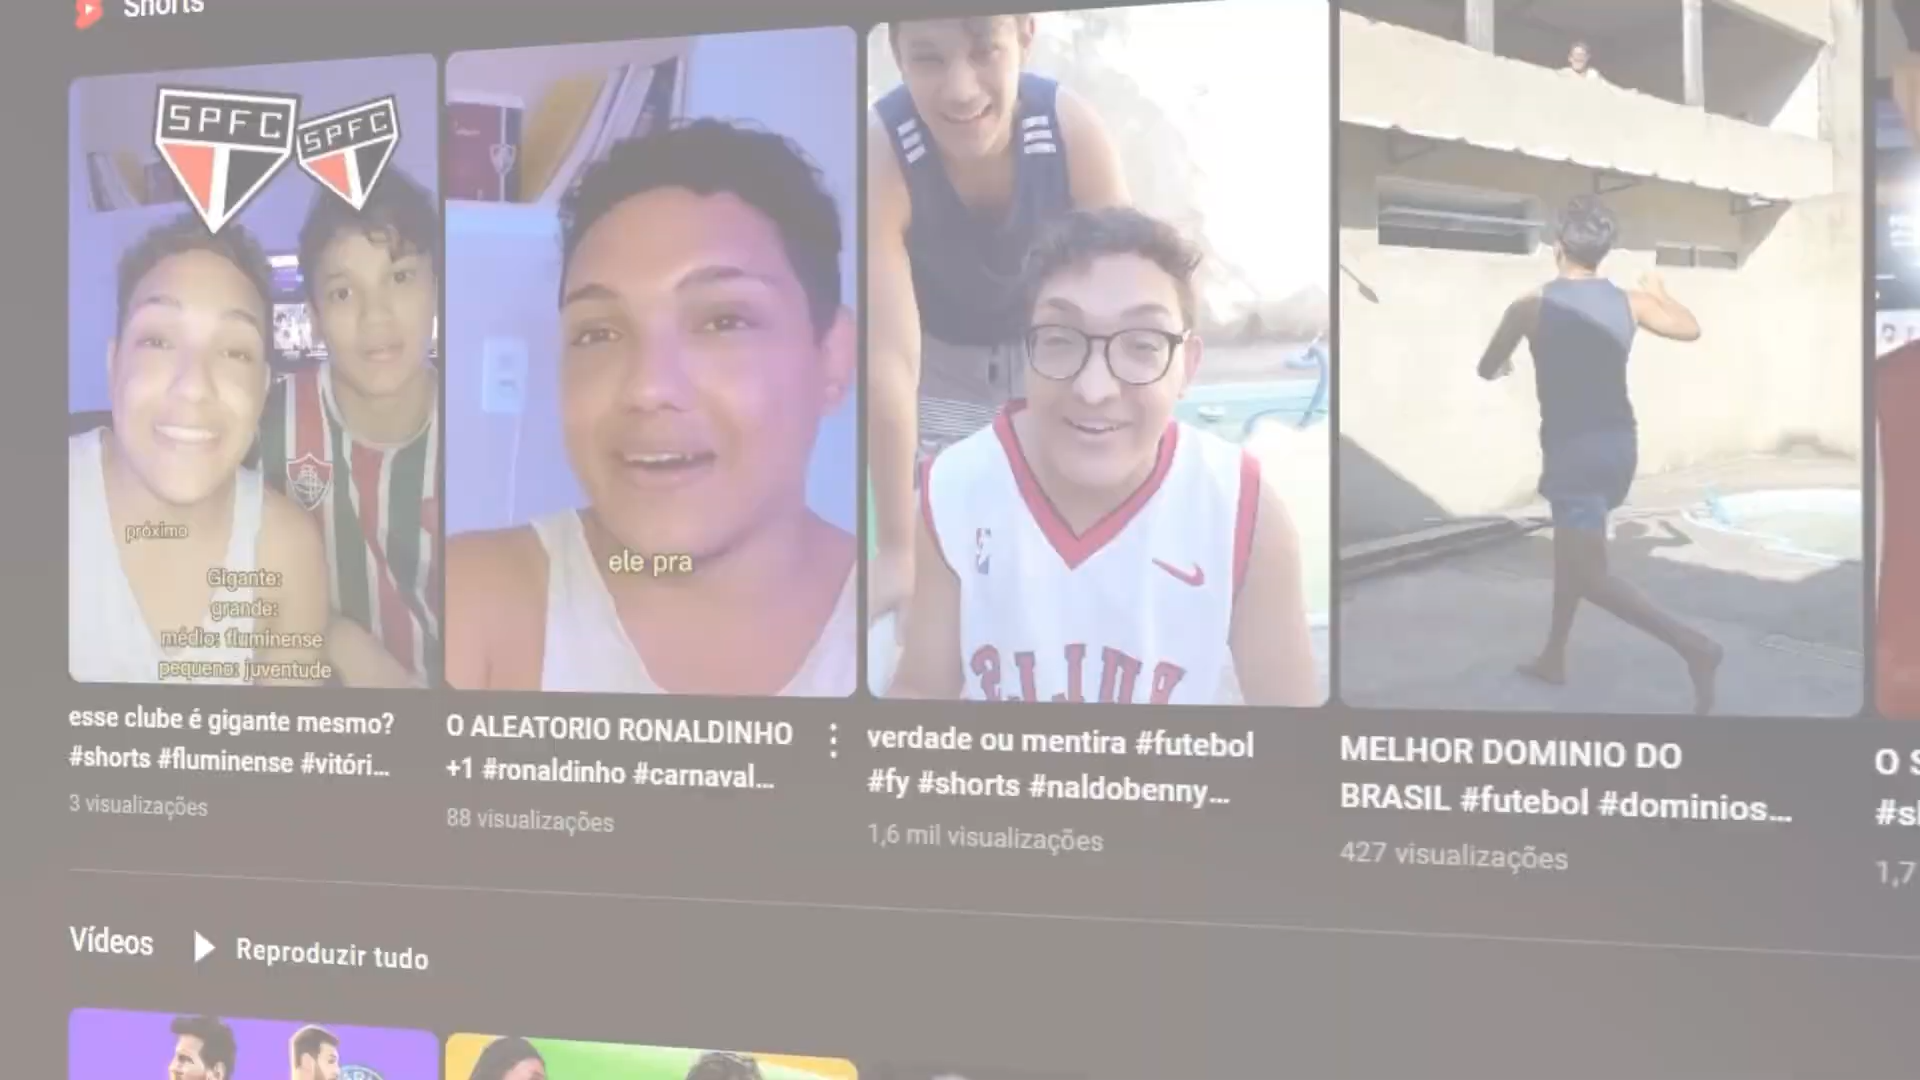 Shorts
SPFC
SPFC
próximo
Gigante:
grande:
médio: fluminense
pequeno: juventude
ele pra
BULLS
esse clube é gigante mesmo?
#shorts #fluminense #vitóri...
3 visualizações
O ALEATORIO RONALDINHO
+1 #ronaldinho #carnaval...
88 visualizações
verdade ou mentira #futebol
#fy #shorts #naldobenny...
1,6 mil visualizações
MELHOR DOMINIO DO
BRASIL #futebol #dominios...
427 visualizações
O S
#sh
1,7
Vídeos
Reproduzir tudo